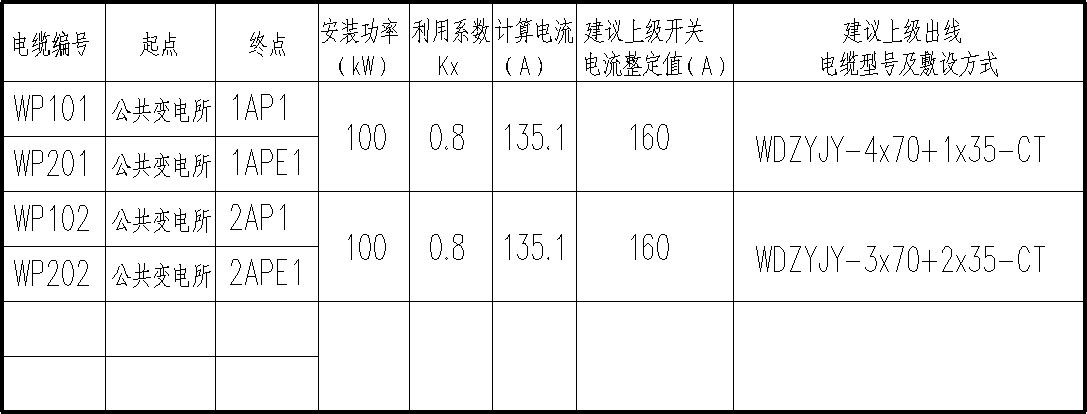 电缆编号 起点 终点 安装功率 利用系数 计算电流 建议上级开关 建议上级出线
(kW) Kx (A) 电流整定值(A) 电缆型号及敷设方式
WP101 公共变电所 1AP1
100 0.8 135.1 160 WDZYJY-4x70+1x35-CT
WP201 公共变电所 1APE1
WP102 公共变电所 2AP1
100 0.8 135.1 160 WDZYJY-3x70+2x35-CT
WP202 公共变电所 2APE1